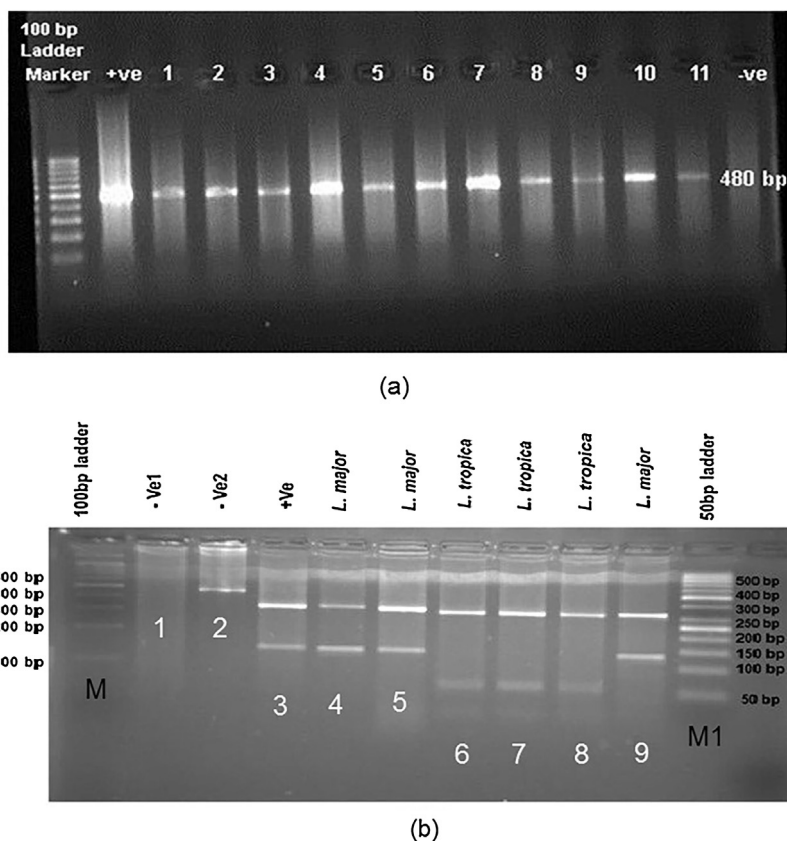 100 bp
Ladder
Marker +ve 1 2 3 4 5 6 7 8 9 10 11 -ve
480 bp
(a)
100bp ladder - Ve1 - Ve2 +Ve L. major L. major L. tropica L. tropica L. tropica L. major 50bp ladder
00 bp
00 bp
00 bp
00 bp
00 bp
500 bp
400 bp
300 bp
250 bp
200 bp
150 bp
100 bp
50 bp
1 2
M 3 4 5
6 7 8 9 M1
(b)